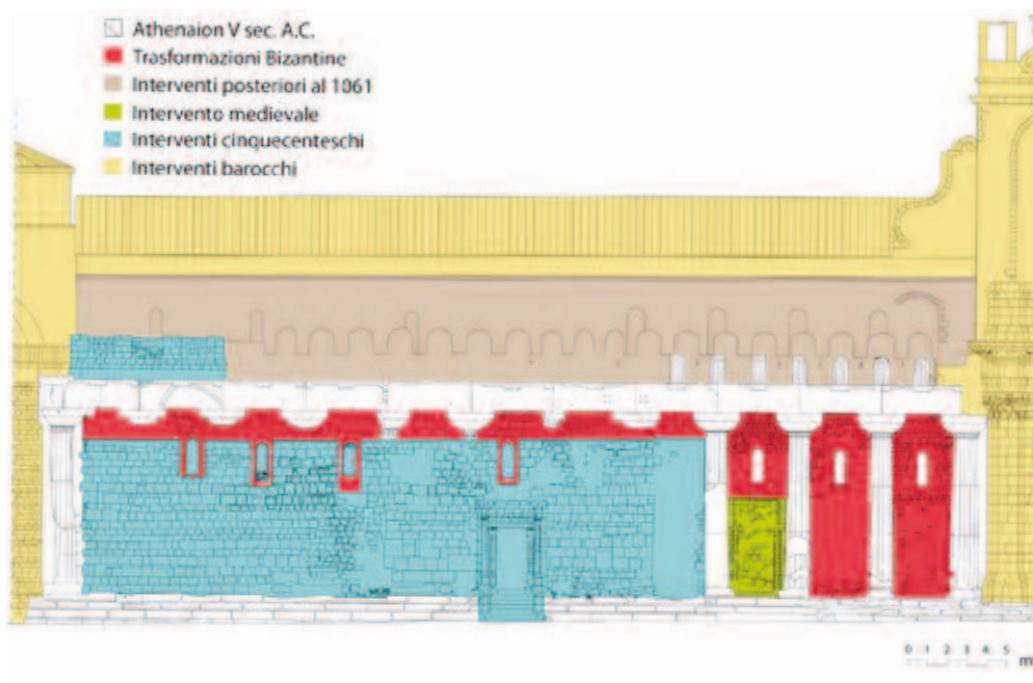 Athenaion V sec. A.C.
Trasformazioni Bizantine
Interventi posteriori al 1061
Intervento medievale
Interventi cinquecenteschi
Interventi barocchi
0 1 2 3 4 5 m